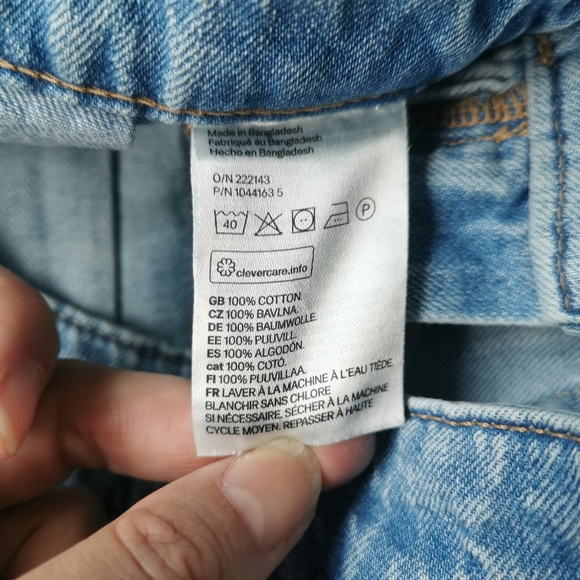 Made in Bangladesh
Fabriqué au Bangladesh
Hecho en Bangladesh
O/N 222143
P/N 1044163 5
40 P
clevercare.info
GB 100% COTTON.
CZ 100% BAVLNA.
DE 100% BAUMWOLLE.
EE 100% PUUVILL.
ES 100% ALGODÓN.
cat 100% COTÓ.
FI 100% PUUVILLAA.
FR LAVER À LA MACHINE À L'EAU TIÈDE,
BLANCHIR SANS CHLORE
SI NÉCESSAIRE, SÉCHER À LA MACHINE
CYCLE MOYEN. REPASSER À HAUTE